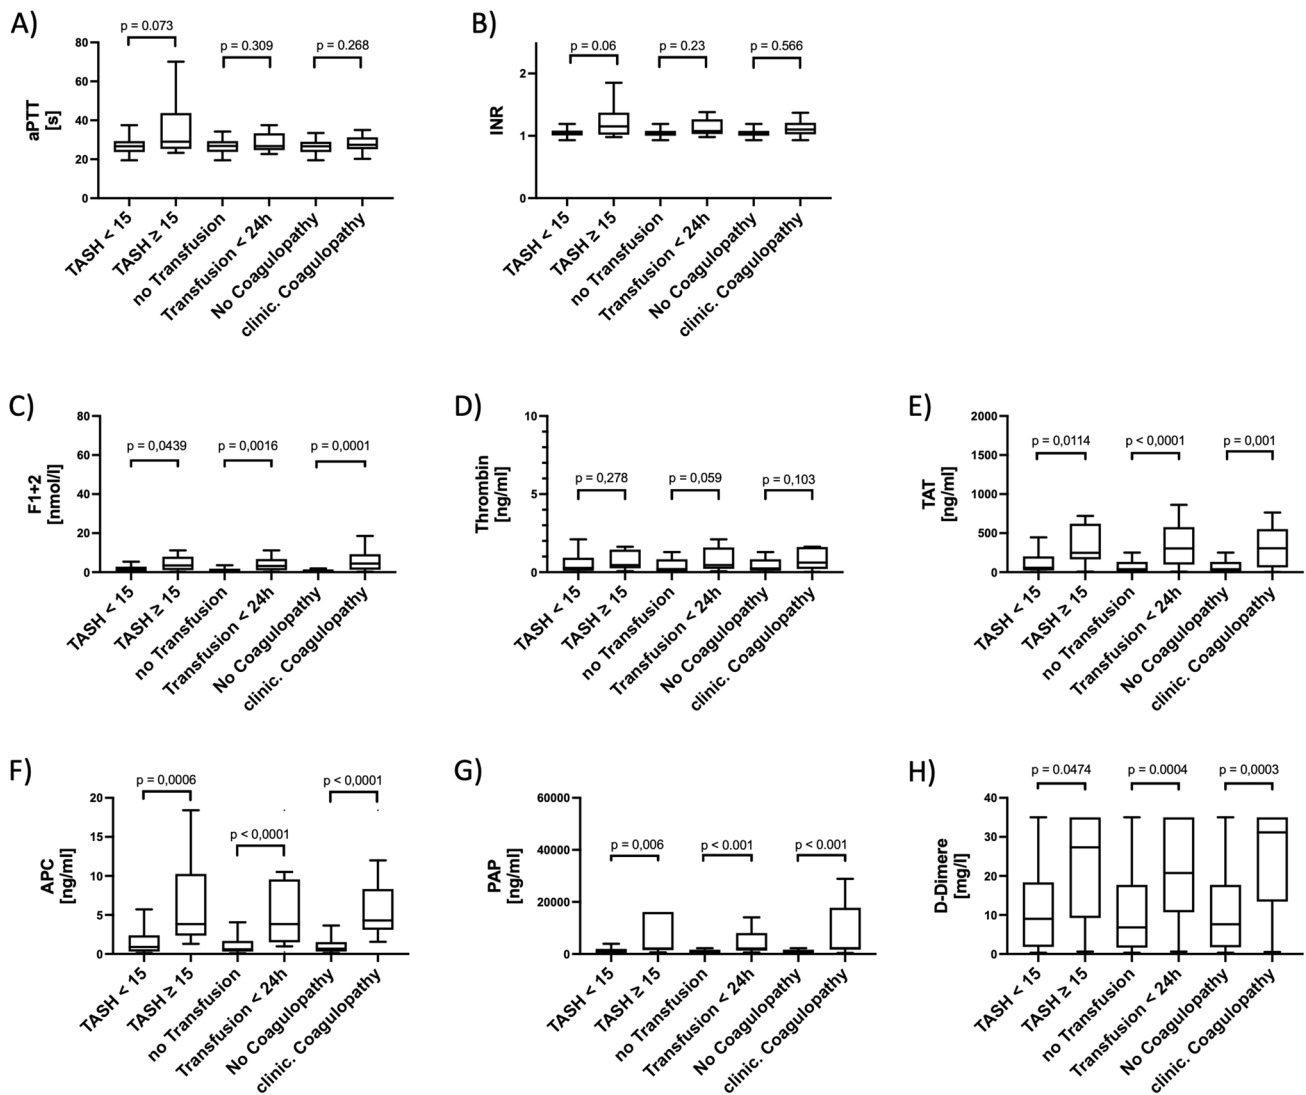 A)
p = 0.073
p = 0.309
p = 0.268
80
60
40
20
0
aPTT
[s]
TASH < 15
TASH ≥ 15
no Transfusion
Transfusion < 24h
No Coagulopathy
clinic. Coagulopathy
B)
p = 0.06
p = 0.23
p = 0.566
2
1
0
INR
TASH < 15
TASH ≥ 15
no Transfusion
Transfusion < 24h
No Coagulopathy
clinic. Coagulopathy
C)
p = 0,0439
p = 0,0016
p = 0,0001
80
60
40
20
0
F1+2
[nmol/l]
TASH < 15
TASH ≥ 15
no Transfusion
Transfusion < 24h
No Coagulopathy
clinic. Coagulopathy
D)
p = 0,278
p = 0,059
p = 0,103
10
5
0
Thrombin
[ng/ml]
TASH < 15
TASH ≥ 15
no Transfusion
Transfusion < 24h
No Coagulopathy
clinic. Coagulopathy
E)
p = 0,0114
p < 0,0001
p = 0,001
2000
1500
1000
500
0
TAT
[ng/ml]
TASH < 15
TASH ≥ 15
no Transfusion
Transfusion < 24h
No Coagulopathy
clinic. Coagulopathy
F)
p = 0,0006
p < 0,0001
p < 0,0001
20
15
10
5
0
APC
[ng/ml]
TASH < 15
TASH ≥ 15
no Transfusion
Transfusion < 24h
No Coagulopathy
clinic. Coagulopathy
G)
p = 0,006
p < 0.001
p < 0.001
60000
40000
20000
0
PAP
[ng/ml]
TASH < 15
TASH ≥ 15
no Transfusion
Transfusion < 24h
No Coagulopathy
clinic. Coagulopathy
H)
p = 0.0474
p = 0.0004
p = 0,0003
40
30
20
10
0
D-Dimere
[mg/l]
TASH < 15
TASH ≥ 15
no Transfusion
Transfusion < 24h
No Coagulopathy
clinic. Coagulopathy